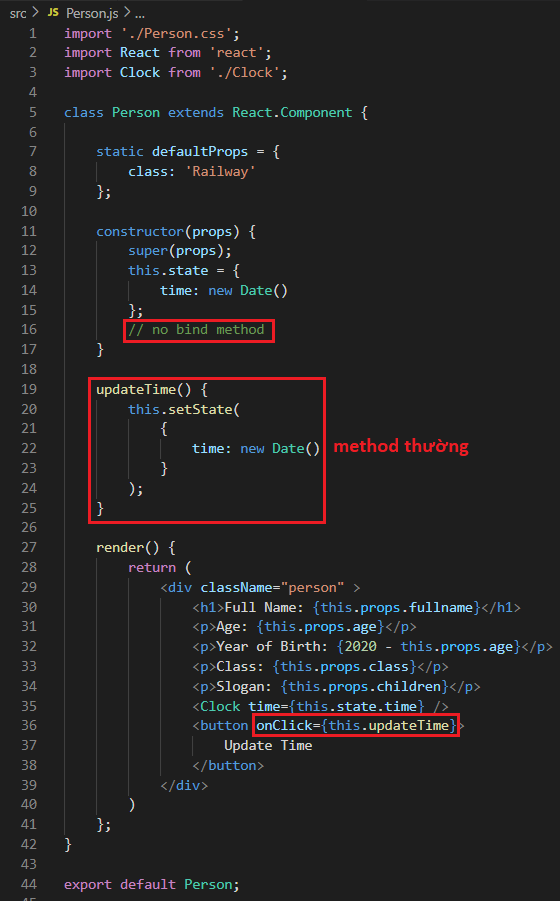 src > JS Person.js > ...
1 import './Person.css';
2 import React from 'react';
3 import Clock from './Clock';
4
5 class Person extends React.Component {
6
7 static defaultProps = {
8 class: 'Railway'
9 };
10
11 constructor(props) {
12 super(props);
13 this.state = {
14 time: new Date()
15 };
16 // no bind method
17 }
18
19 updateTime() {
20 this.setState(
21 {
22 time: new Date() method thường
23 }
24 );
25 }
26
27 render() {
28 return (
29 <div className="person" >
30 <h1>Full Name: {this.props.fullname}</h1>
31 <p>Age: {this.props.age}</p>
32 <p>Year of Birth: {2020 - this.props.age}</p>
33 <p>Class: {this.props.class}</p>
34 <p>Slogan: {this.props.children}</p>
35 <Clock time={this.state.time} />
36 <button onClick={this.updateTime}>
37 Update Time
38 </button>
39 </div>
40 )
41 };
42 }
43
44 export default Person;